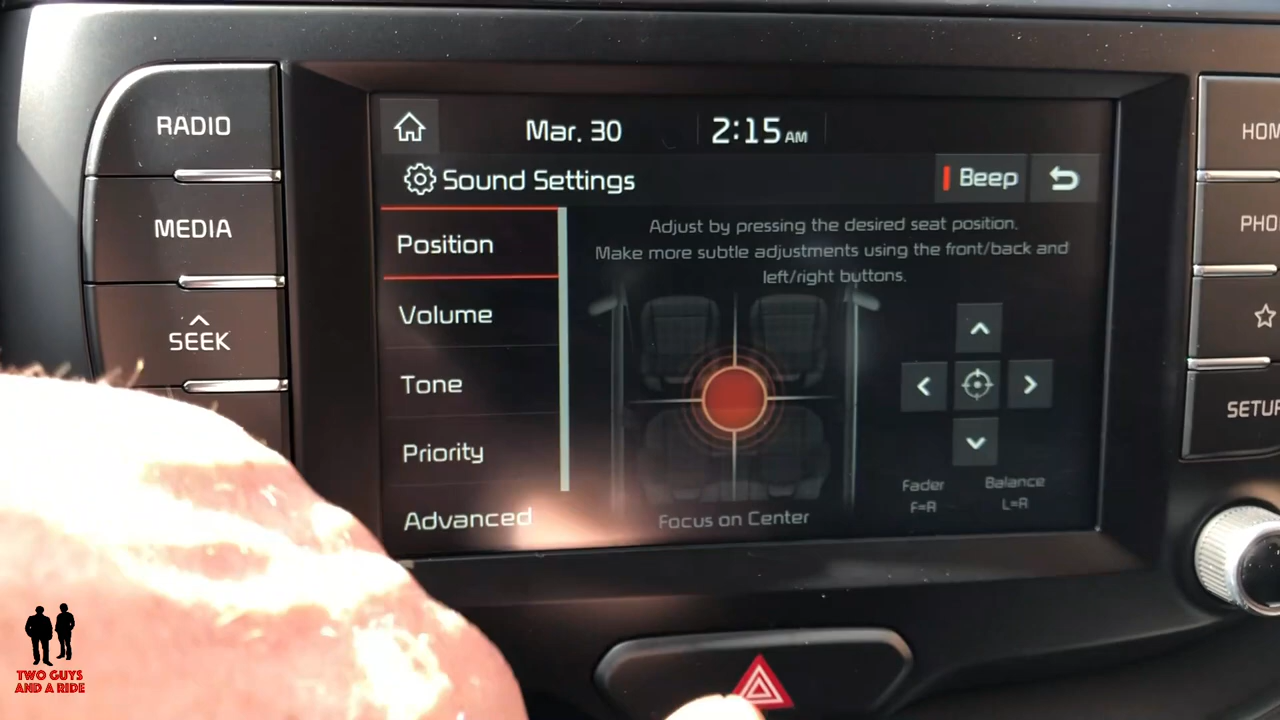 RADIO
MEDIA
SEEK
Mar. 30
2:15 AM
Sound Settings
Beep
Position
Volume
Tone
Priority
Advanced
Adjust by pressing the desired seat position.
Make more subtle adjustments using the front/back and
left/right buttons.
Focus on Center
Fader
F=R
Balance
L=R
HOM
PHO
SETUP
TWO GUYS
AND A RIDE